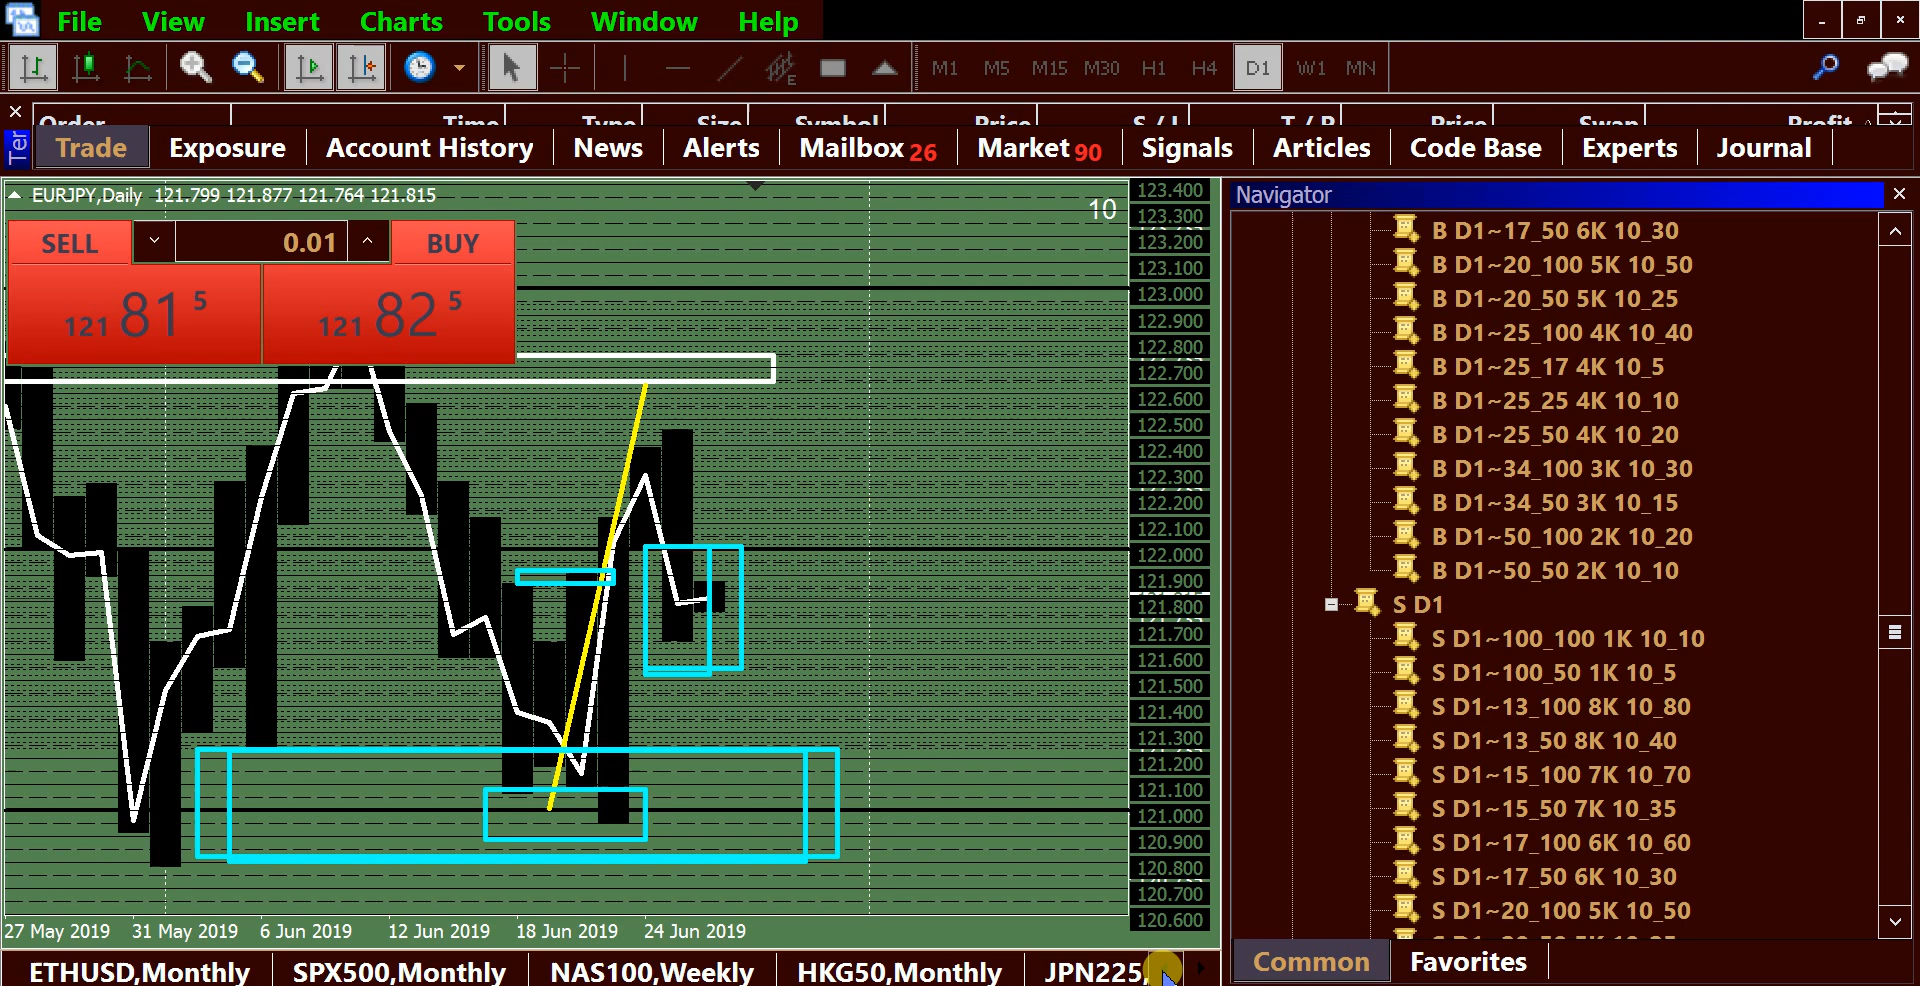 File View Insert Charts Tools Window Help
E M1 M5 M15 M30 H1 H4 D1 W1 MN
Order Time Type Size Symbol Price S / L T / P Price Swap Profit
Ter
Trade Exposure Account History News Alerts Mailbox 26 Market 90 Signals Articles Code Base Experts Journal
EURJPY,Daily 121.799 121.877 121.764 121.815
10
SELL 0.01 BUY
121 81 5 121 82 5
123.400
123.300
123.200
123.100
123.000
122.900
122.800
122.700
122.600
122.500
122.400
122.300
122.200
122.100
122.000
121.900
121.800
121.700
121.600
121.500
121.400
121.300
121.200
121.100
121.000
120.900
120.800
120.700
120.600
27 May 2019 31 May 2019 6 Jun 2019 12 Jun 2019 18 Jun 2019 24 Jun 2019
ETHUSD,Monthly SPX500,Monthly NAS100,Weekly HKG50,Monthly JPN225,
Navigator
B D1~17_50 6K 10_30
B D1~20_100 5K 10_50
B D1~20_50 5K 10_25
B D1~25_100 4K 10_40
B D1~25_17 4K 10_5
B D1~25_25 4K 10_10
B D1~25_50 4K 10_20
B D1~34_100 3K 10_30
B D1~34_50 3K 10_15
B D1~50_100 2K 10_20
B D1~50_50 2K 10_10
S D1
S D1~100_100 1K 10_10
S D1~100_50 1K 10_5
S D1~13_100 8K 10_80
S D1~13_50 8K 10_40
S D1~15_100 7K 10_70
S D1~15_50 7K 10_35
S D1~17_100 6K 10_60
S D1~17_50 6K 10_30
S D1~20_100 5K 10_50
Common Favorites